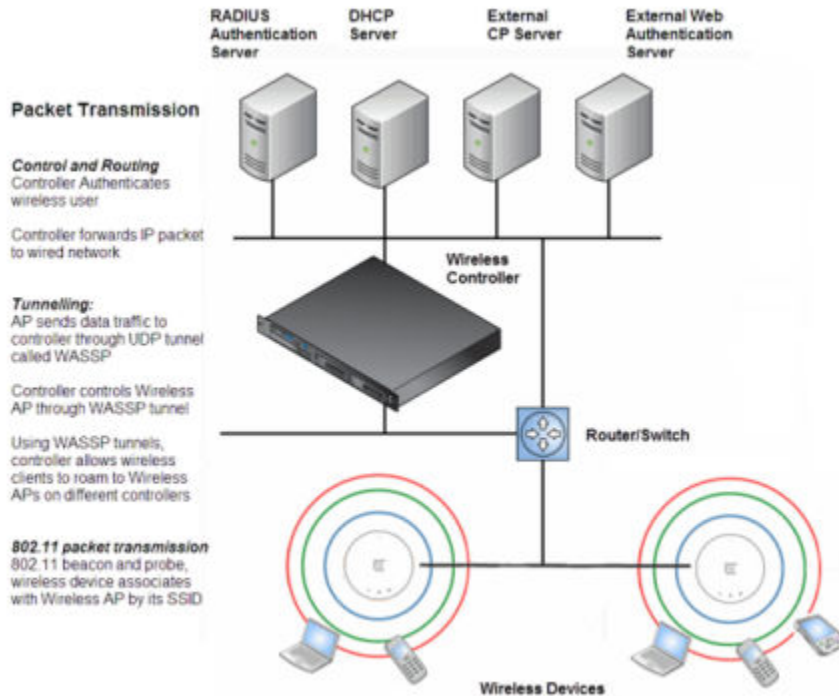 RADIUS
Authentication
Server
DHCP
Server
External
CP Server
External Web
Authentication
Server
Packet Transmission
Control and Routing
Controller Authenticates
wireless user
Controller forwards IP packet
to wired network
Wireless
Controller
Tunnelling:
AP sends data traffic to
controller through UDP tunnel
called WASSP
Controller controls Wireless
AP through WASSP tunnel
Using WASSP tunnels,
controller allows wireless
clients to roam to Wireless
APs on different controllers
Router/Switch
802.11 packet transmission
802.11 beacon and probe,
wireless device associates
with Wireless AP by its SSID
Wireless Devices